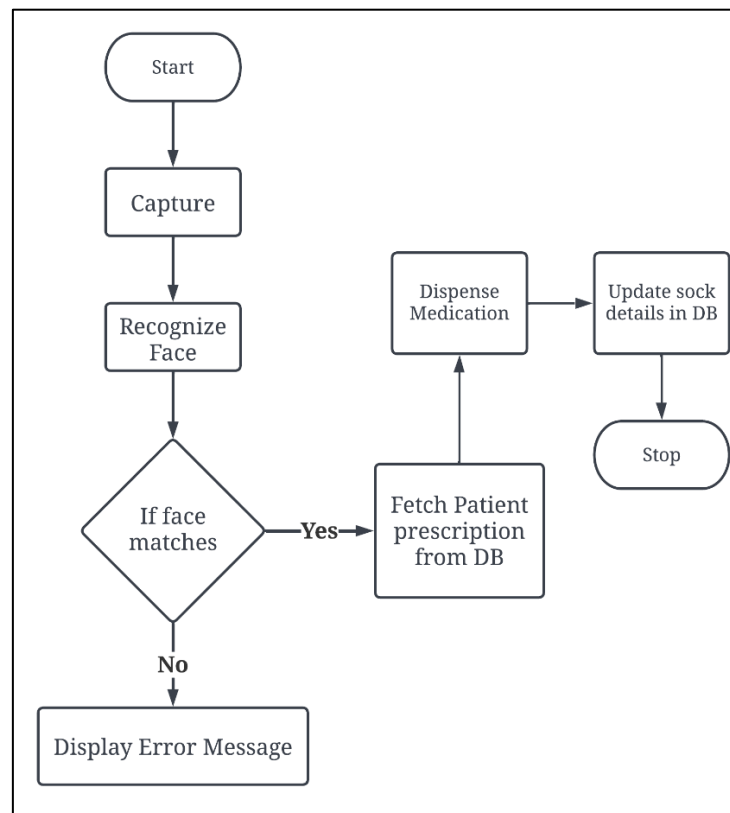 Start
Capture
Recognize
Face
If face
matches
Yes
Fetch Patient
prescription
from DB
Dispense
Medication
Update sock
details in DB
Stop
No
Display Error Message